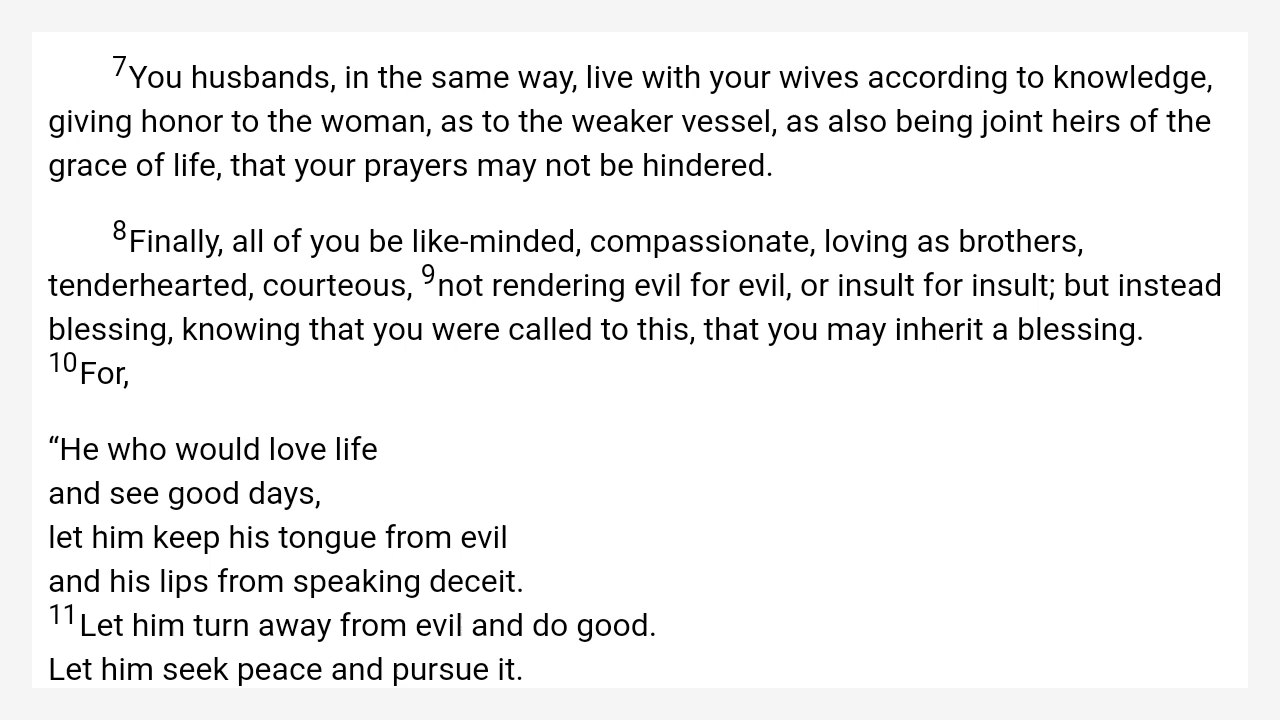 7You husbands, in the same way, live with your wives according to knowledge,
giving honor to the woman, as to the weaker vessel, as also being joint heirs of the
grace of life, that your prayers may not be hindered.
8Finally, all of you be like-minded, compassionate, loving as brothers,
tenderhearted, courteous, 9not rendering evil for evil, or insult for insult; but instead
blessing, knowing that you were called to this, that you may inherit a blessing.
10For,
“He who would love life
and see good days,
let him keep his tongue from evil
and his lips from speaking deceit.
11Let him turn away from evil and do good.
Let him seek peace and pursue it.